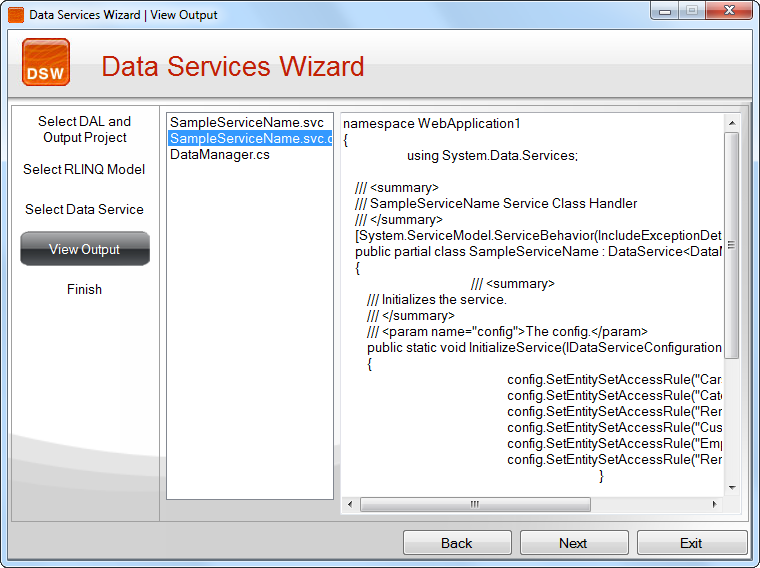 Data Services Wizard | View Output
DSW
Data Services Wizard
Select DAL and
Output Project
Select RLINQ Model
Select Data Service
View Output
Finish
SampleServiceName.svc
SampleServiceName.svc.c
DataManager.cs
namespace WebApplication1
{
using System.Data.Services;
/// <summary>
/// SampleServiceName Service Class Handler
/// </summary>
[System.ServiceModel.ServiceBehavior(IncludeExceptionDet
public partial class SampleServiceName : DataService<DataM
{
/// <summary>
/// Initializes the service.
/// </summary>
/// <param name="config">The config.</param>
public static void InitializeService(IDataServiceConfiguration
{
config.SetEntitySetAccessRule("Car
config.SetEntitySetAccessRule("Cate
config.SetEntitySetAccessRule("Ren
config.SetEntitySetAccessRule("Cus
config.SetEntitySetAccessRule("Emp
config.SetEntitySetAccessRule("Ren
}
Back
Next
Exit